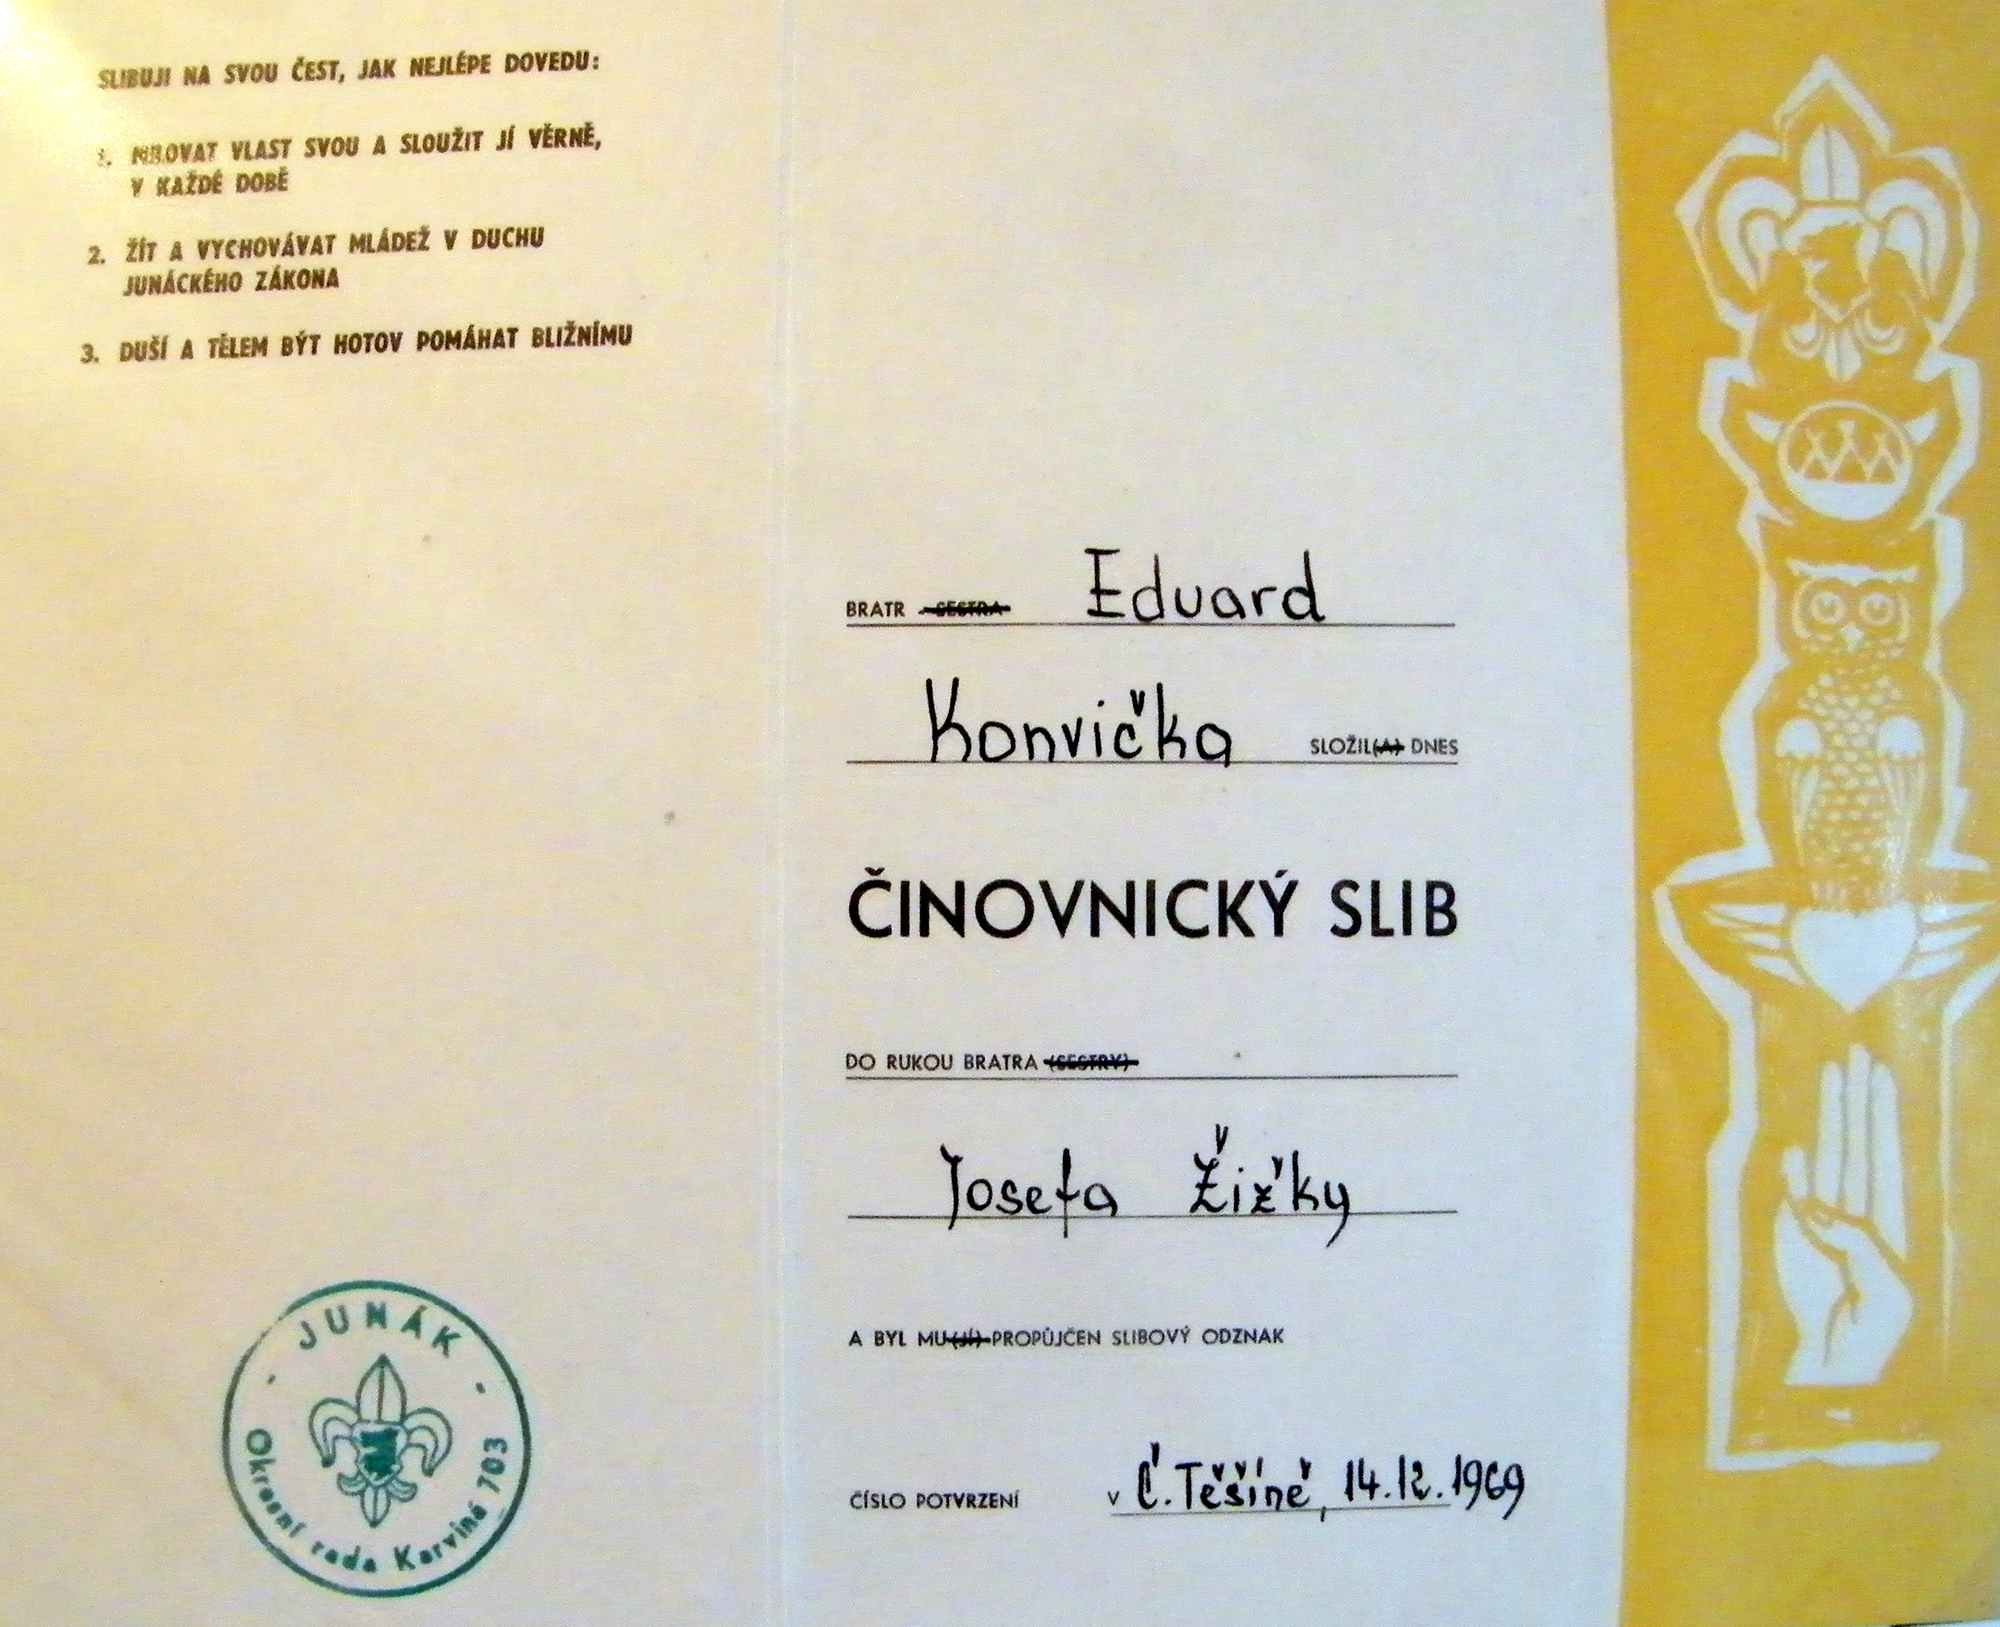 SLIBUJI NA SVOU ČEST, JAK NEJLÉPE DOVEDU:
1. MILOVAT VLAST SVOU A SLOUŽIT JÍ VĚRNĚ,
V KAŽDÉ DOBĚ
2. ŽÍT A VYCHOVÁVAT MLÁDEŽ V DUCHU
JUNÁCKÉHO ZÁKONA
3. DUŠÍ A TĚLEM BÝT HOTOV POMÁHAT BLIŽNÍMU
JUNÁK
Okresní rada Karviná 703
BRATR SESTRA Eduard
Konvička SLOŽIL(A) DNES
ČINOVNICKÝ SLIB
DO RUKOU BRATRA (SESTRY)
Josefa Žižky
A BYL MU (JÍ) PROPŮJČEN SLIBOVÝ ODZNAK
ČÍSLO POTVRZENÍ V Č. Těšíně, 14.12.1969